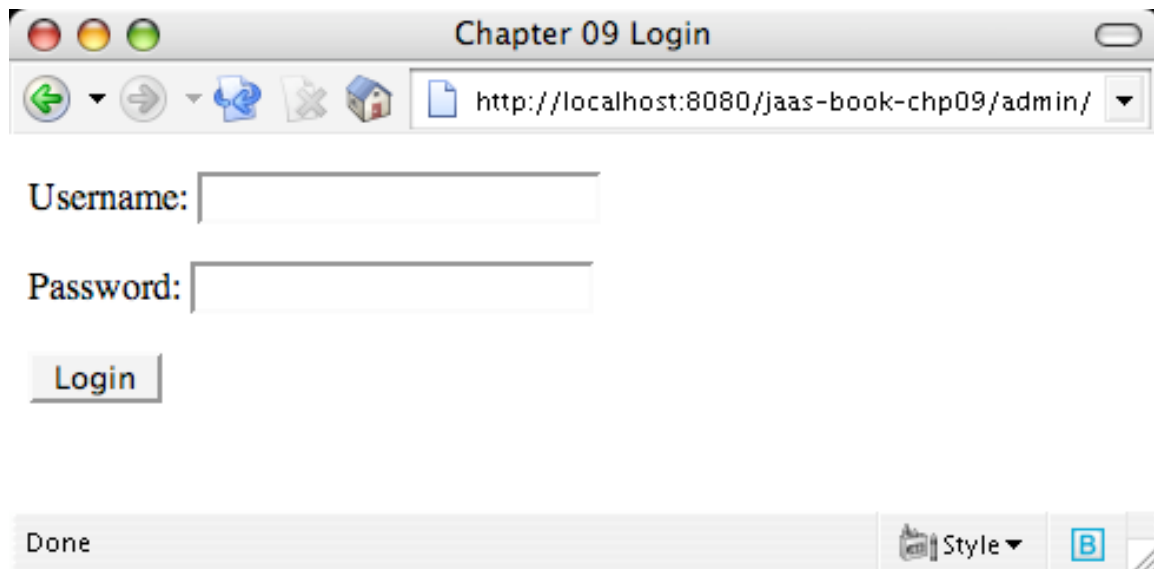 Chapter 09 Login
http://localhost:8080/jaas-book-chp09/admin/
Username:
Password:
Login
Done
Style
B